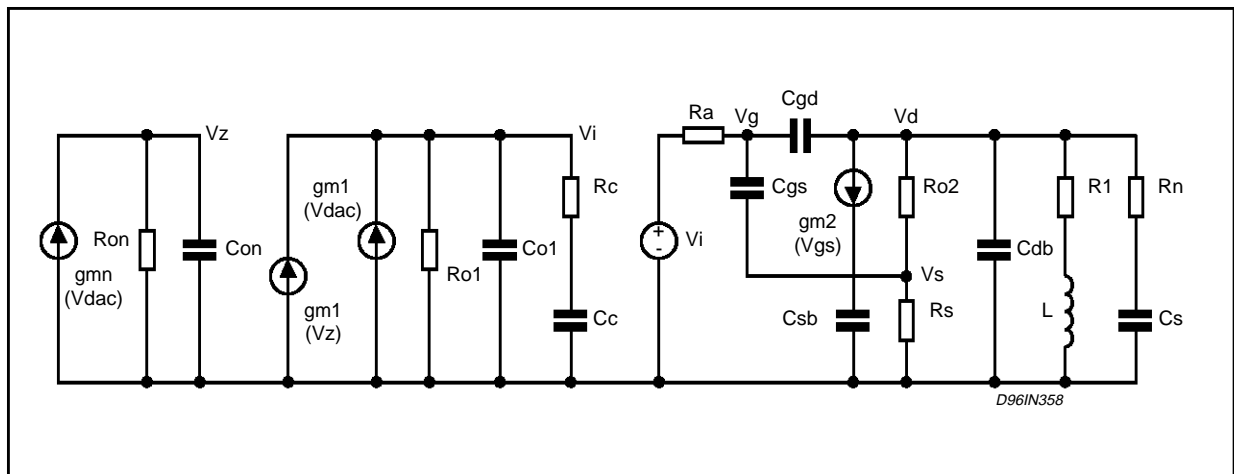 Cgd
Ra
Vg
Vd
Vz
Vi
Rc
gm1
(Vdac)
Cgs
Ro2
R1
Rn
Ron
gmn
(Vdac)
Con
Ro1
Co1
Vi
+
-
gm2
(Vgs)
Cdb
Vs
gm1
(Vz)
Cc
Csb
Rs
L
Cs
D96IN358